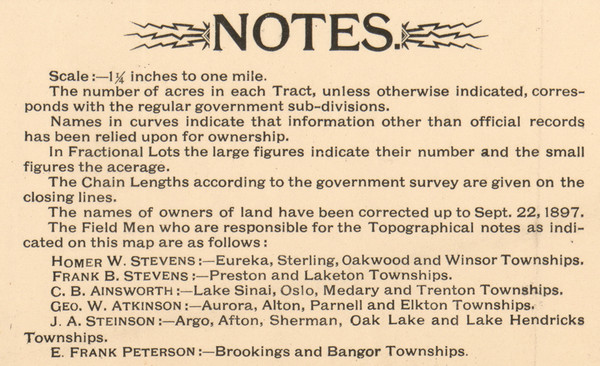 NOTES.
Scale:—1¼ inches to one mile.
The number of acres in each Tract, unless otherwise indicated, corres-
ponds with the regular government sub-divisions.
Names in curves indicate that information other than official records
has been relied upon for ownership.
In Fractional Lots the large figures indicate their number and the small
figures the acerage.
The Chain Lengths according to the government survey are given on the
closing lines.
The names of owners of land have been corrected up to Sept. 22, 1897.
The Field Men who are responsible for the Topographical notes as indi-
cated on this map are as follows:
HOMER W. STEVENS:—Eureka, Sterling, Oakwood and Winsor Townships.
FRANK B. STEVENS:—Preston and Laketon Townships.
C. B. AINSWORTH:—Lake Sinai, Oslo, Medary and Trenton Townships.
GEO. W. ATKINSON:—Aurora, Alton, Parnell and Elkton Townships.
J. A. STEINSON:—Argo, Afton, Sherman, Oak Lake and Lake Hendricks
Townships.
E. FRANK PETERSON:—Brookings and Bangor Townships.